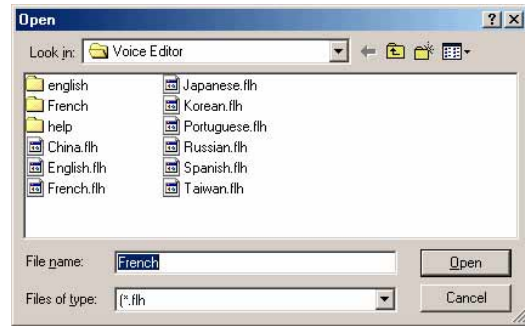 Open
Look in: Voice Editor
english
French
help
China.flh
English.flh
French.flh
Japanese.flh
Korean.flh
Portuguese.flh
Russian.flh
Spanish.flh
Taiwan.flh
File name: French Open
Files of type: (*.flh Cancel